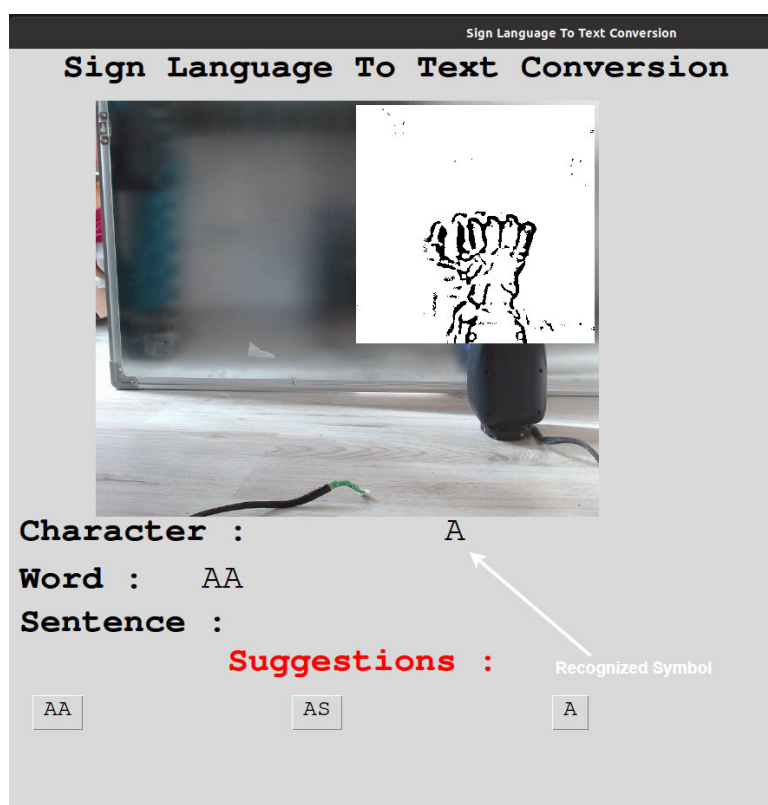 Sign Language To Text Conversion
Sign Language To Text Conversion
Character : A
Word : AA
Sentence :
Suggestions :
Recognized Symbol
AA AS A